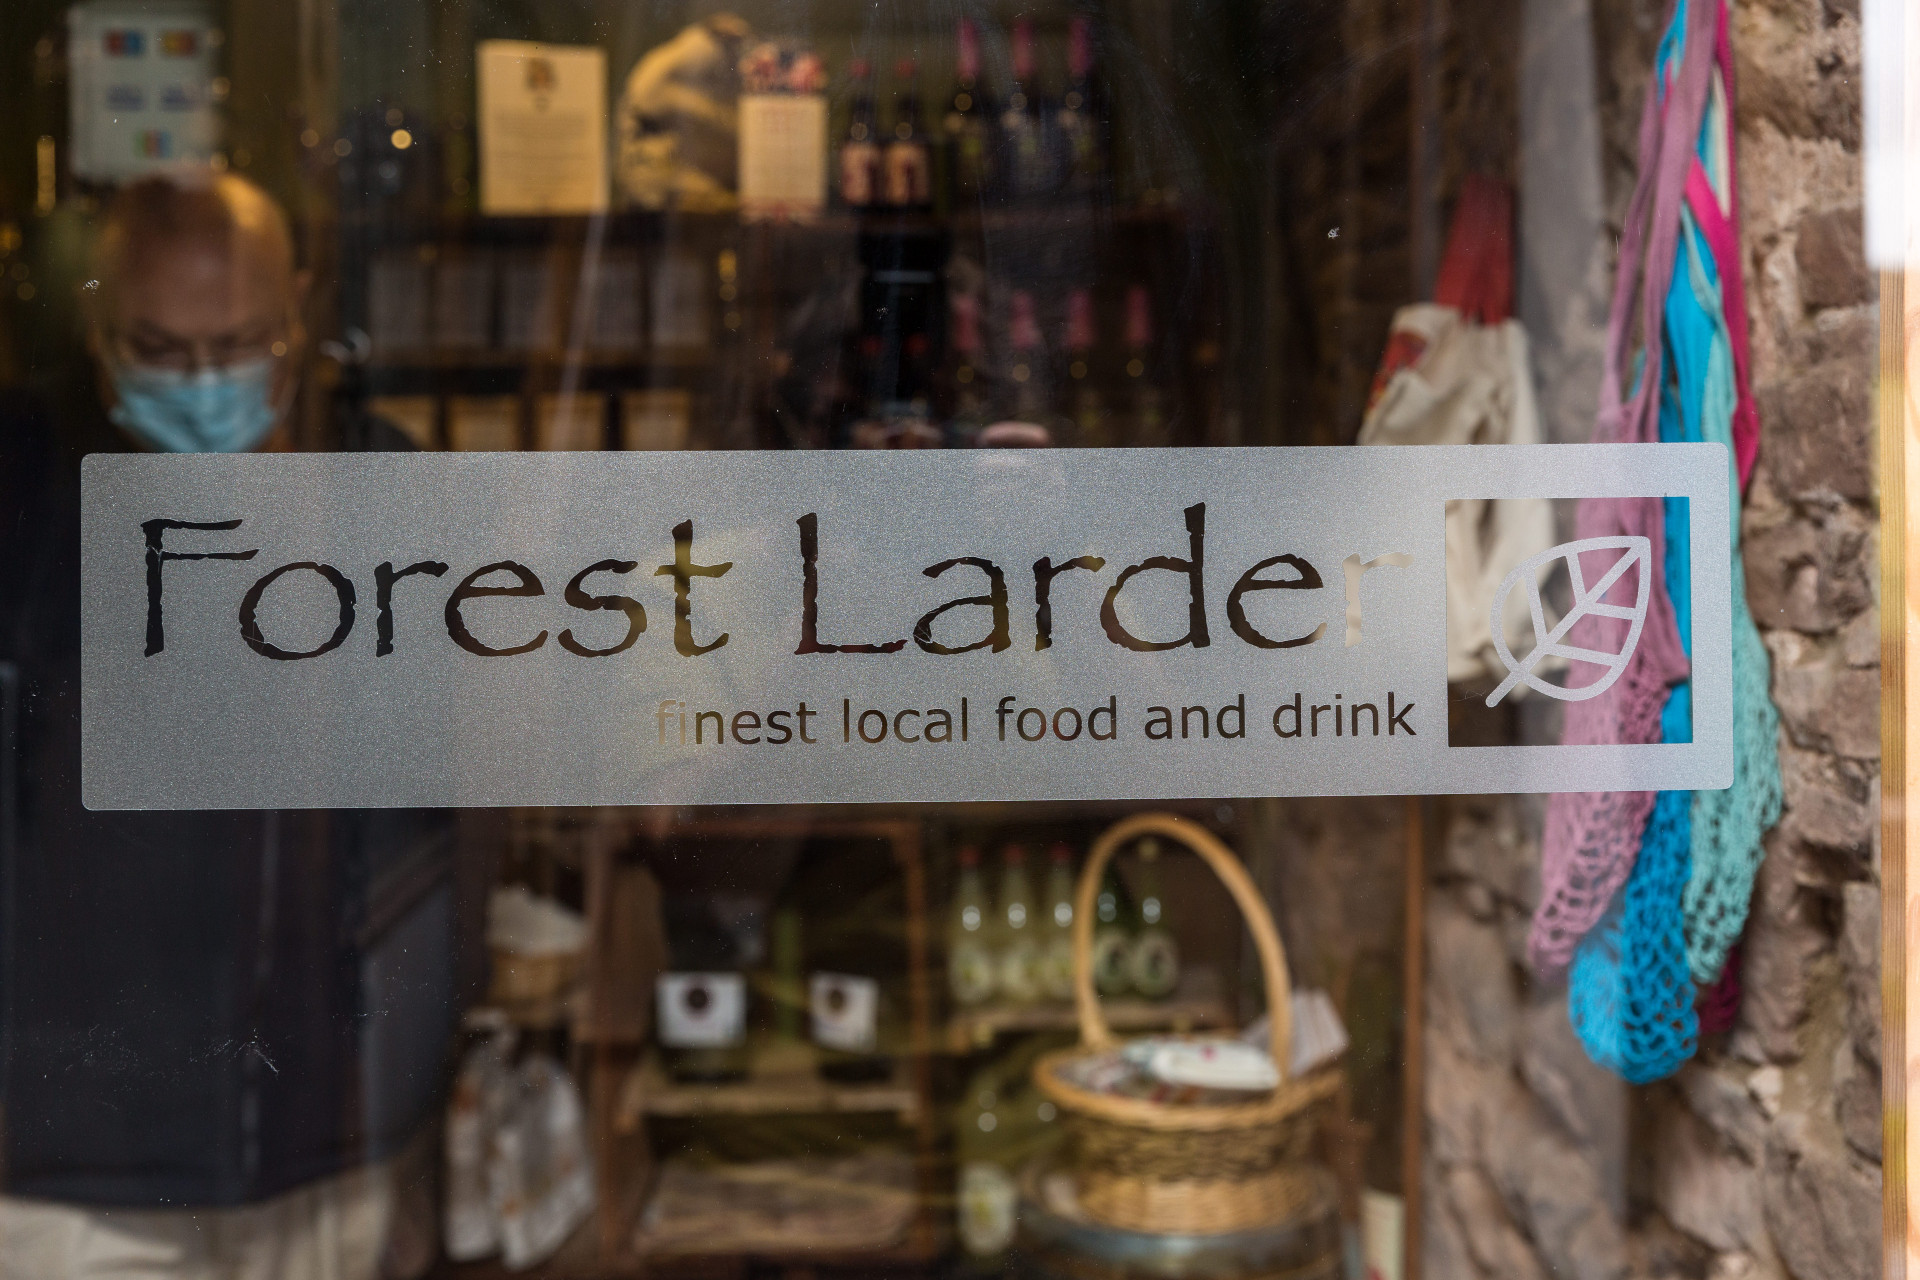 Forest Larder
finest local food and drink